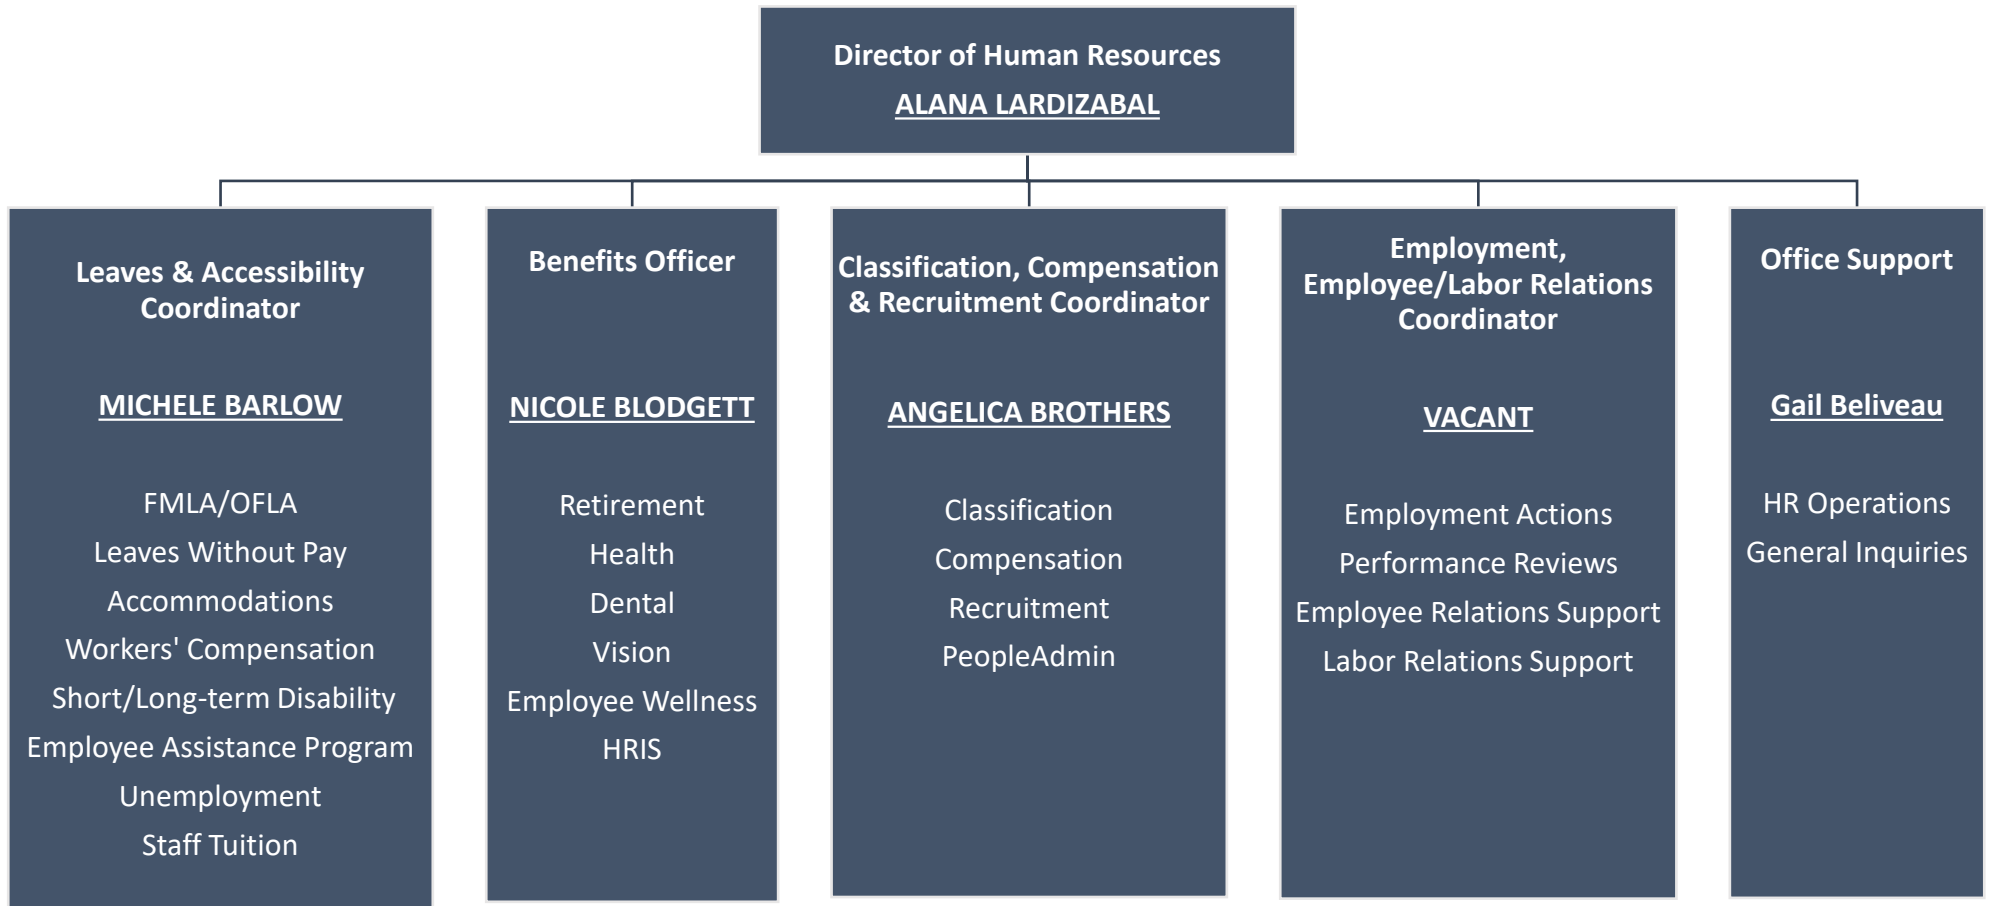 Director of Human Resources
ALANA LARDIZABAL
Leaves & Accessibility
Coordinator
MICHELE BARLOW
FMLA/OFLA
Leaves Without Pay
Accommodations
Workers' Compensation
Short/Long-term Disability
Employee Assistance Program
Unemployment
Staff Tuition
Benefits Officer
NICOLE BLODGETT
Retirement
Health
Dental
Vision
Employee Wellness
HRIS
Classification, Compensation
& Recruitment Coordinator
ANGELICA BROTHERS
Classification
Compensation
Recruitment
PeopleAdmin
Employment,
Employee/Labor Relations
Coordinator
VACANT
Employment Actions
Performance Reviews
Employee Relations Support
Labor Relations Support
Office Support
Gail Beliveau
HR Operations
General Inquiries